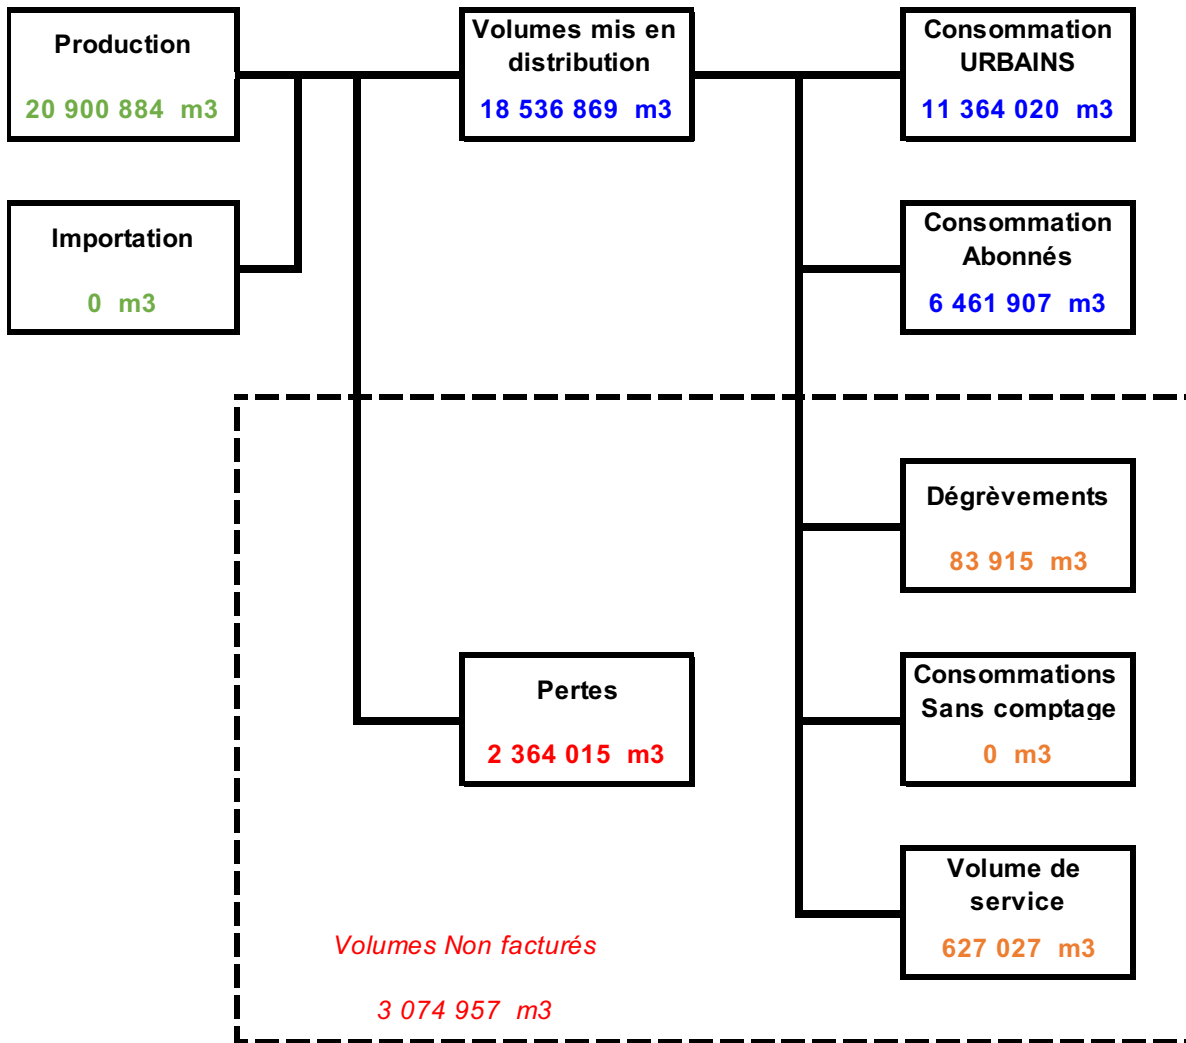 Production
20 900 884 m3
Importation
0 m3
Volumes mis en
distribution
18 536 869 m3
Consommation
URBAINS
11 364 020 m3
Consommation
Abonnés
6 461 907 m3
Dégrèvements
83 915 m3
Pertes
2 364 015 m3
Consommations
Sans comptage
0 m3
Volume de
service
627 027 m3
Volumes Non facturés
3 074 957 m3